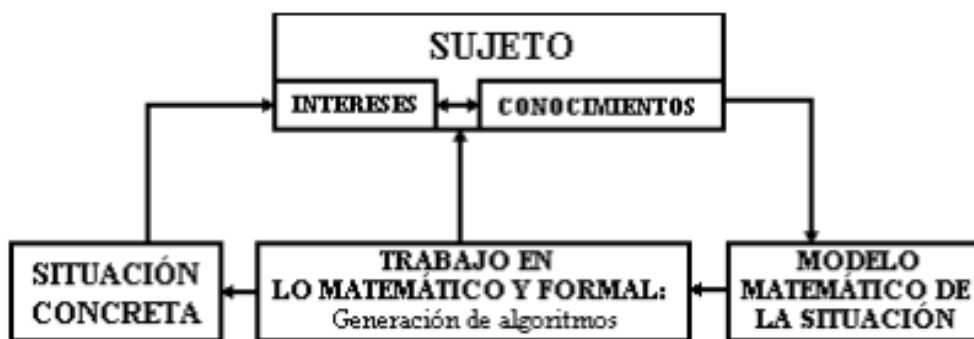 SUJETO
INTERESES
CONOCIMIENTOS
SITUACIÓN
CONCRETA
TRABAJO EN
LO MATEMÁTICO Y FORMAL:
Generación de algoritmos
MODELO
MATEMÁTICO DE
LA SITUACIÓN